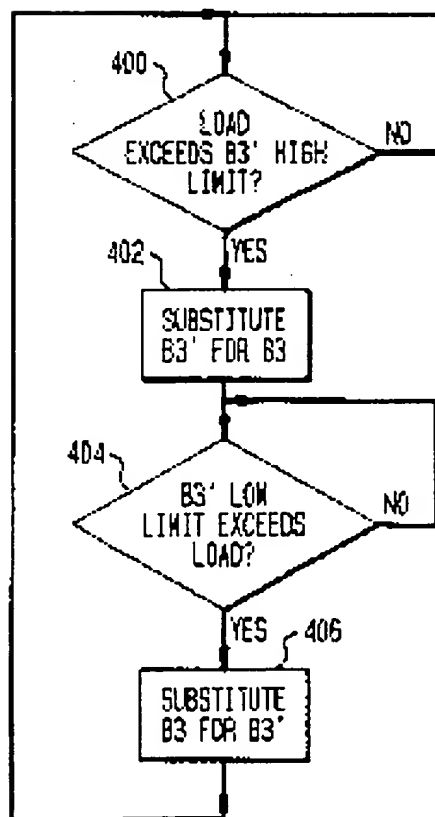 400
LOAD
EXCEEDS B3' HIGH
LIMIT?
NO
YES
402
SUBSTITUTE
B3' FOR B3
404
B3' LOW
LIMIT EXCEEDS
LOAD?
NO
YES
406
SUBSTITUTE
B3 FOR B3'